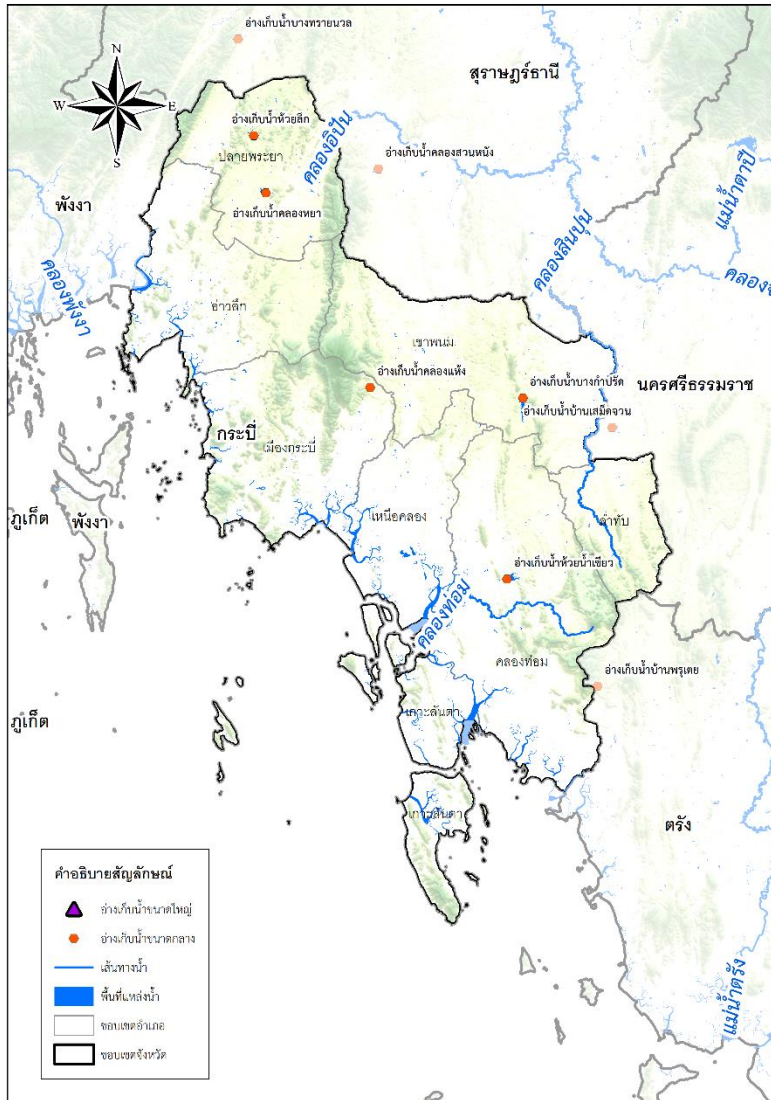 อ่างเก็บน้ำบางทรายนวล
สุราษฎร์ธานี
N
W
E
S
อ่างเก็บน้ำห้วยลึก
คลองอิปัน
ปลายพระยา
อ่างเก็บน้ำคลองสวนหนัง
แม่น้ำตาปี
พังงา
อ่างเก็บน้ำคลองหยา
คลองสินปุน
คลองพังงา
อ่าวลึก
เขาพนม
อ่างเก็บน้ำคลองแห้ง
อ่างเก็บน้ำบางกำปรัด
นครศรีธรรมราช
อ่างเก็บน้ำบ้านเสม็ดจวน
กระบี่
เมืองกระบี่
ภูเก็ต
พังงา
เหนือคลอง
ลำทับ
อ่างเก็บน้ำห้วยน้ำเขียว
คลองท่อม
คลองท่อม
อ่างเก็บน้ำบ้านพรุเตย
ภูเก็ต
เกาะลันตา
เกาะลันตา
ตรัง
คำอธิบายสัญลักษณ์
อ่างเก็บน้ำขนาดใหญ่
อ่างเก็บน้ำขนาดกลาง
เส้นทางน้ำ
พื้นที่แหล่งน้ำ
ขอบเขตอำเภอ
ขอบเขตจังหวัด
แม่น้ำตรัง